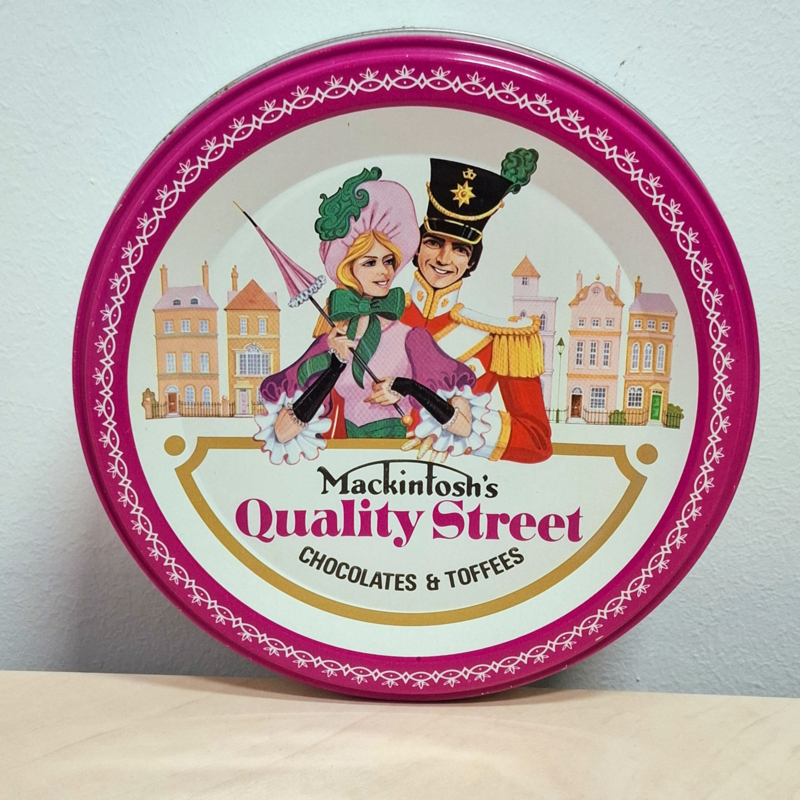 Mackintosh's
Quality Street
CHOCOLATES & TOFFEES